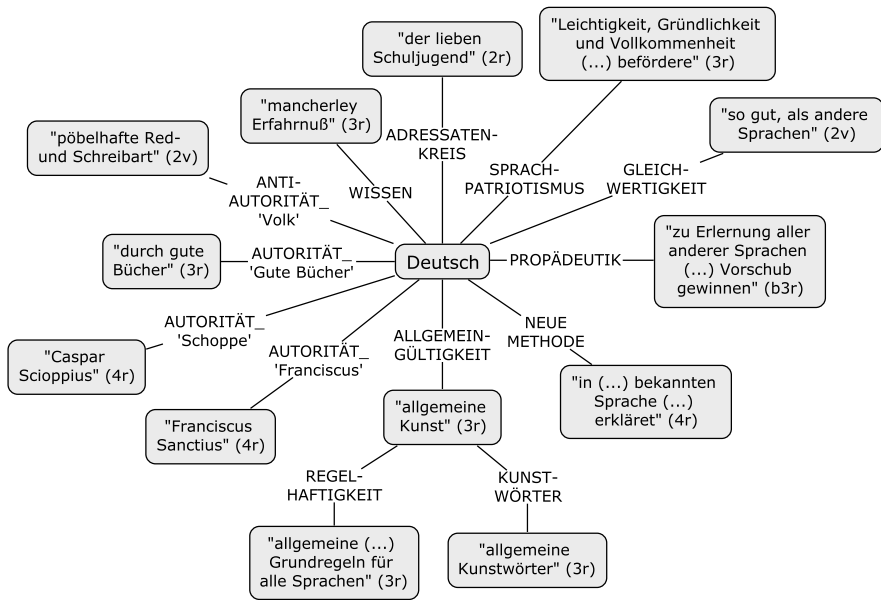 "der lieben
Schuljugend" (2r)
"Leichtigkeit, Gründlichkeit
und Vollkommenheit
(...) befördere" (3r)
"mancherley
Erfahrnuß" (3r)
"so gut, als andere
Sprachen" (2v)
"pöbelhafte Red-
und Schreibart" (2v)
ADRESSATEN-
KREIS
SPRACH-
PATRIOTISMUS
GLEICH-
WERTIGKEIT
ANTI-
AUTORITÄT_
'Volk'
WISSEN
"durch gute
Bücher" (3r)
AUTORITÄT_
'Gute Bücher'
Deutsch
PROPÄDEUTIK
"zu Erlernung aller
anderer Sprachen
(...) Vorschub
gewinnen" (b3r)
AUTORITÄT_
'Schoppe'
"Caspar
Scioppius" (4r)
AUTORITÄT_
'Franciscus'
"Franciscus
Sanctius" (4r)
ALLGEMEIN-
GÜLTIGKEIT
NEUE
METHODE
"in (...) bekannten
Sprache (...)
erkläret" (4r)
"allgemeine
Kunst" (3r)
REGEL-
HAFTIGKEIT
KUNST-
WÖRTER
"allgemeine (...)
Grundregeln für
alle Sprachen" (3r)
"allgemeine
Kunstwörter" (3r)